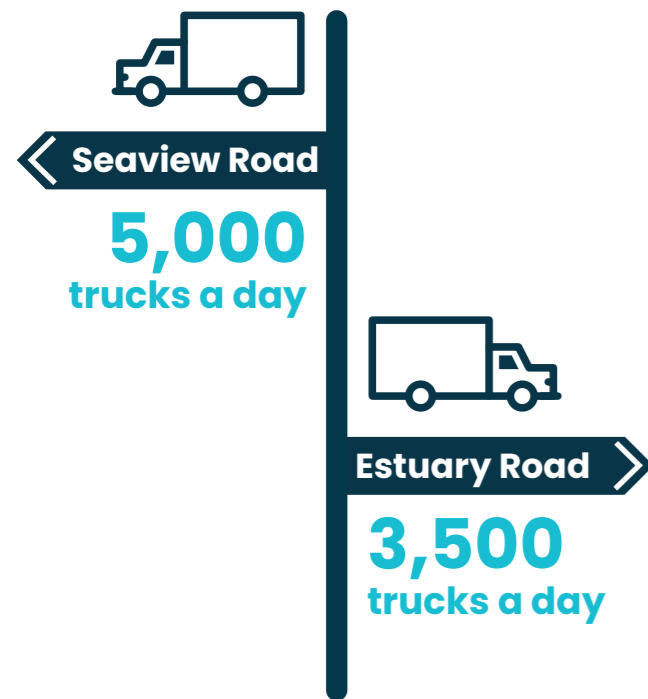 Seaview Road
5,000
trucks a day
Estuary Road
3,500
trucks a day